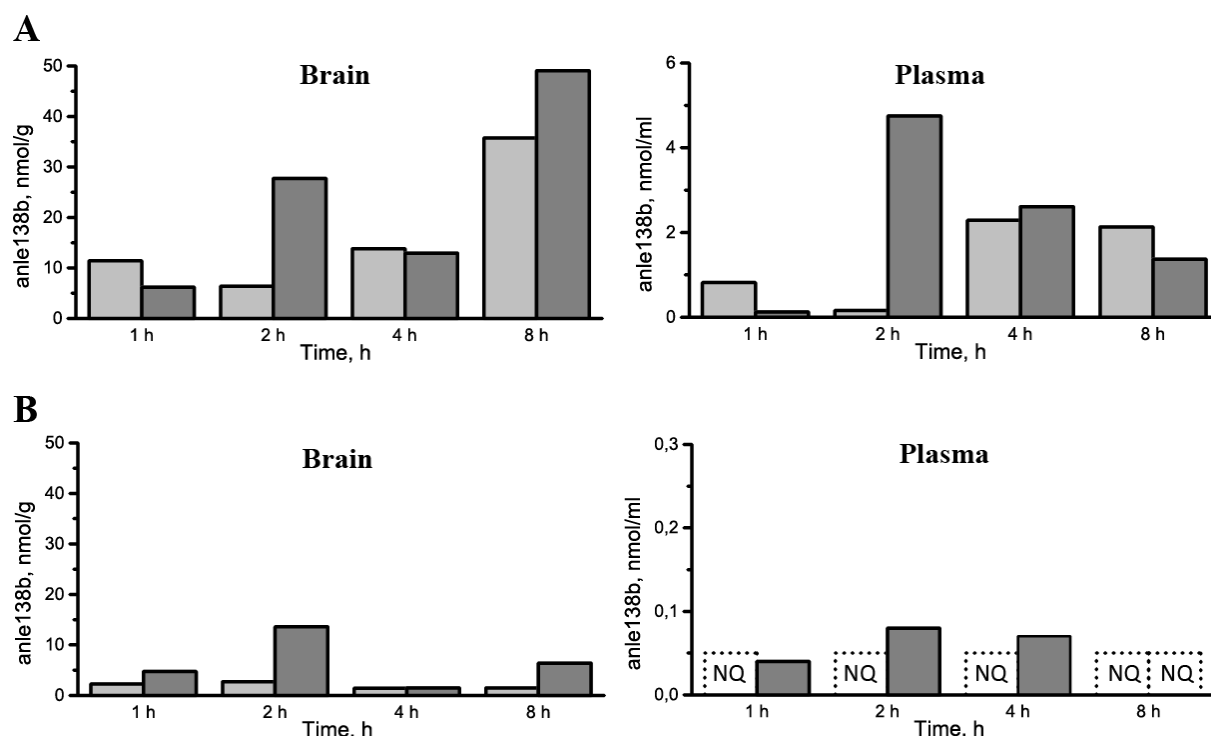 A
Brain
anle138b, nmol/g
50
40
30
20
10
0
1 h 2 h 4 h 8 h
Time, h
Plasma
anle138b, nmol/ml
6
4
2
0
1 h 2 h 4 h 8 h
Time, h
B
Brain
anle138b, nmol/g
50
40
30
20
10
0
1 h 2 h 4 h 8 h
Time, h
Plasma
anle138b, nmol/ml
0,3
0,2
0,1
0,0
NQ NQ NQ NQ NQ
1 h 2 h 4 h 8 h
Time, h